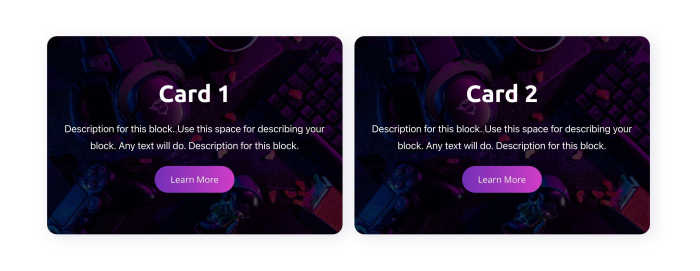 Card 1
Description for this block. Use this space for describing your
block. Any text will do. Description for this block.
Learn More
Card 2
Description for this block. Use this space for describing your
block. Any text will do. Description for this block.
Learn More